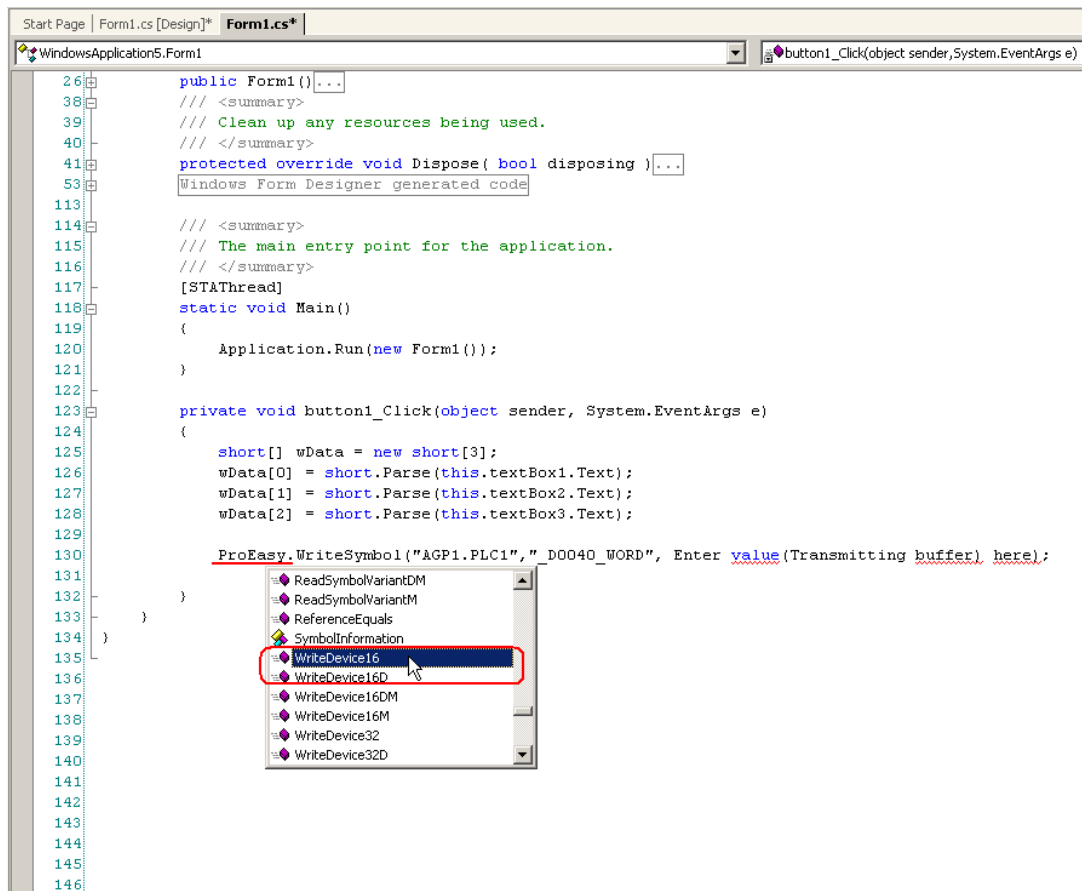 Start Page | Form1.cs [Design]* | Form1.cs*
WindowsApplication5.Form1 button1_Click(object sender,System.EventArgs e)
26 public Form1()...
38 /// <summary>
39 /// Clean up any resources being used.
40 /// </summary>
41 protected override void Dispose( bool disposing )...
53 Windows Form Designer generated code
113
114 /// <summary>
115 /// The main entry point for the application.
116 /// </summary>
117 [STAThread]
118 static void Main()
119 {
120 Application.Run(new Form1());
121 }
122
123 private void button1_Click(object sender, System.EventArgs e)
124 {
125 short[] wData = new short[3];
126 wData[0] = short.Parse(this.textBox1.Text);
127 wData[1] = short.Parse(this.textBox2.Text);
128 wData[2] = short.Parse(this.textBox3.Text);
129
130 ProEasy.WriteSymbol("AGP1.PLC1","_D0040_WORD", Enter value(Transmitting buffer) here);
131 ReadSymbolVariantDM
ReadSymbolVariantM
132 }
133 } ReferenceEquals
134 } SymbolInformation
135 WriteDevice16
136 WriteDevice16D
137 WriteDevice16DM
138 WriteDevice16M
139 WriteDevice32
140 WriteDevice32D
141
142
143
144
145
146